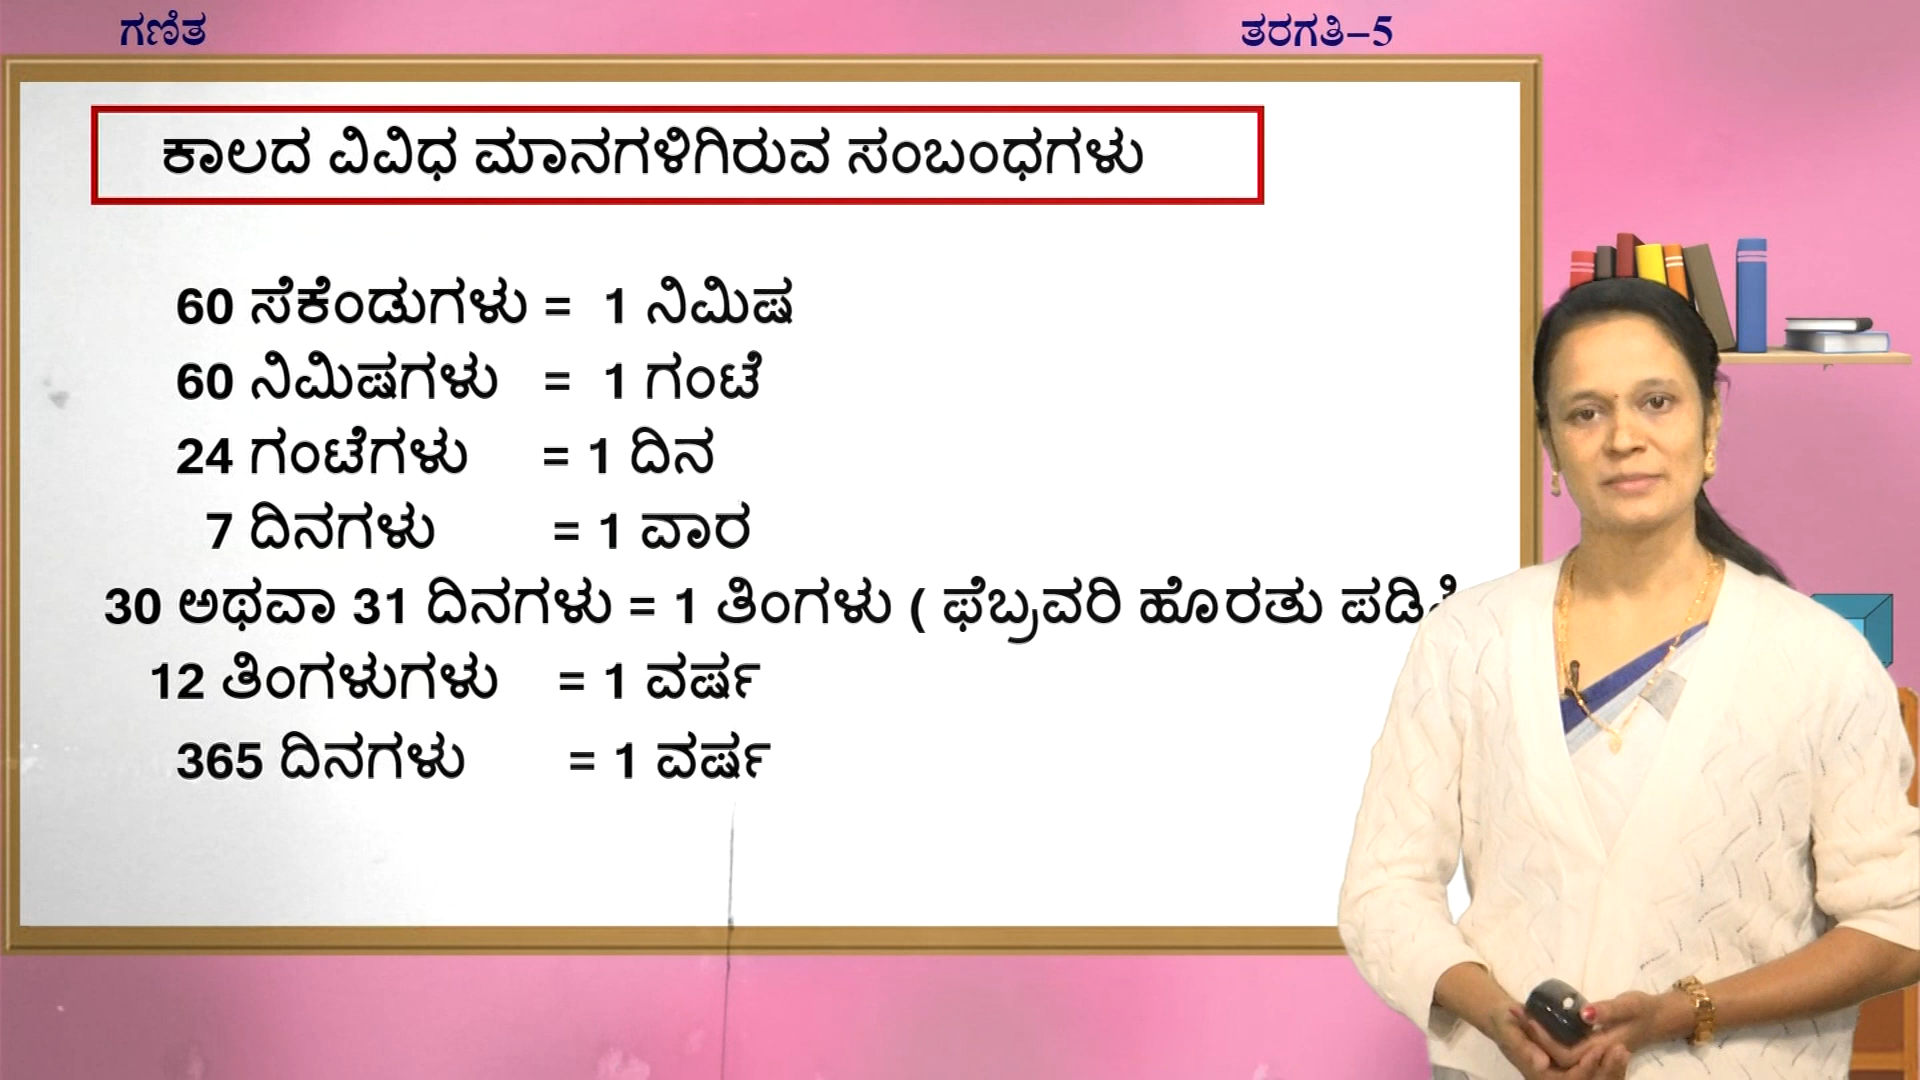 ಗಣಿತ ತರಗತಿ–5
ಕಾಲದ ವಿವಿಧ ಮಾನಗಳಿಗಿರುವ ಸಂಬಂಧಗಳು
60 ಸೆಕೆಂಡುಗಳು = 1 ನಿಮಿಷ
60 ನಿಮಿಷಗಳು = 1 ಗಂಟೆ
24 ಗಂಟೆಗಳು = 1 ದಿನ
7 ದಿನಗಳು = 1 ವಾರ
30 ಅಥವಾ 31 ದಿನಗಳು = 1 ತಿಂಗಳು ( ಫೆಬ್ರವರಿ ಹೊರತು
12 ತಿಂಗಳುಗಳು = 1 ವರ್ಷ
365 ದಿನಗಳು = 1 ವರ್ಷ